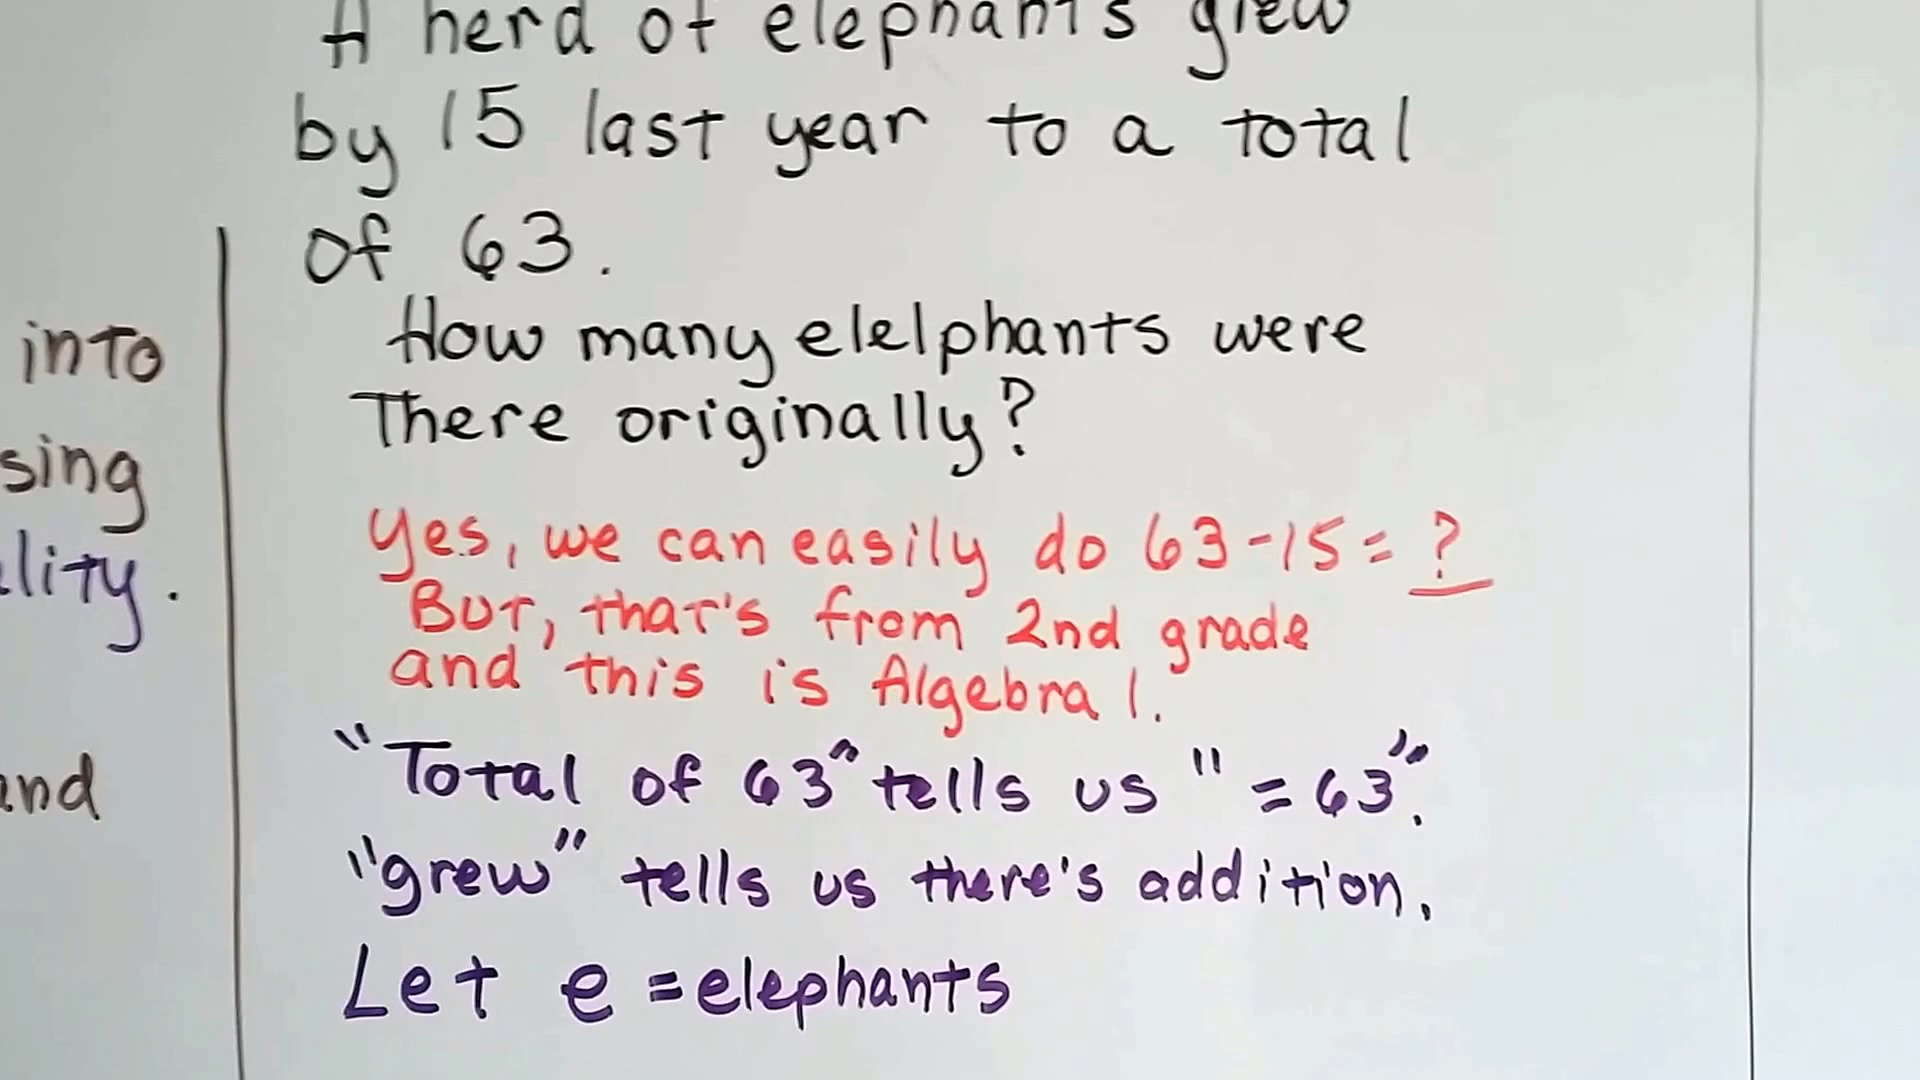 A herd of elephants grew
by 15 last year to a total
of 63.
How many elelphants were
There originally?
Yes, we can easily do 63-15= ?
But, that's from 2nd grade
and this is Algebra 1.
"Total of 63" tells us "=63".
"grew" tells us there's addition.
Let e = elephants
into
sing
lity.
and